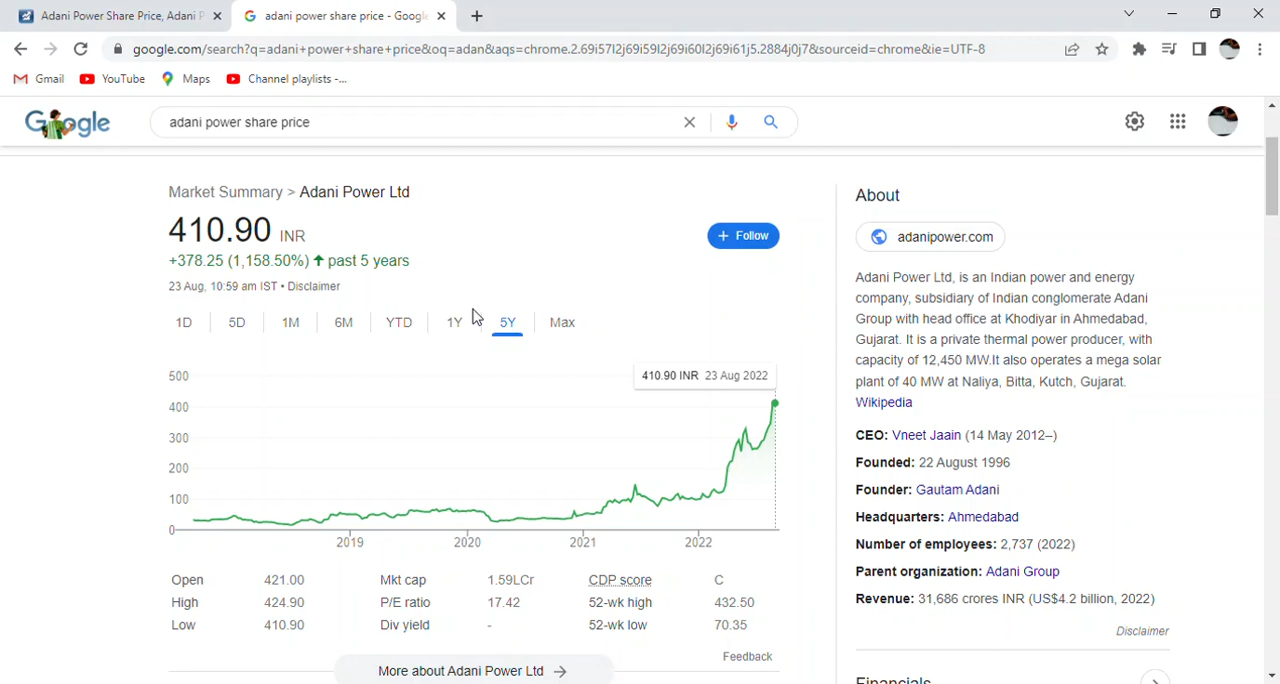 Adani Power Share Price, Adani P
adani power share price - Google
google.com/search?q=adani+power+share+price&oq=adan&aqs=chrome.2.69i57l2j69i59l2j69i60l2j69i61j5.2884j0j7&sourceid=chrome&ie=UTF-8
Gmail YouTube Maps Channel playlists -...
Google
adani power share price
Market Summary > Adani Power Ltd
410.90 INR
+378.25 (1,158.50%) ↑ past 5 years
23 Aug, 10:59 am IST • Disclaimer
+ Follow
1D 5D 1M 6M YTD 1Y 5Y Max
410.90 INR 23 Aug 2022
500
400
300
200
100
0
2019 2020 2021 2022
Open 421.00 Mkt cap 1.59LCr CDP score C
High 424.90 P/E ratio 17.42 52-wk high 432.50
Low 410.90 Div yield - 52-wk low 70.35
Feedback
More about Adani Power Ltd →
About
adanipower.com
Adani Power Ltd, is an Indian power and energy
company, subsidiary of Indian conglomerate Adani
Group with head office at Khodiyar in Ahmedabad,
Gujarat. It is a private thermal power producer, with
capacity of 12,450 MW.It also operates a mega solar
plant of 40 MW at Naliya, Bitta, Kutch, Gujarat.
Wikipedia
CEO: Vneet Jaain (14 May 2012–)
Founded: 22 August 1996
Founder: Gautam Adani
Headquarters: Ahmedabad
Number of employees: 2,737 (2022)
Parent organization: Adani Group
Revenue: 31,686 crores INR (US$4.2 billion, 2022)
Disclaimer
Financials